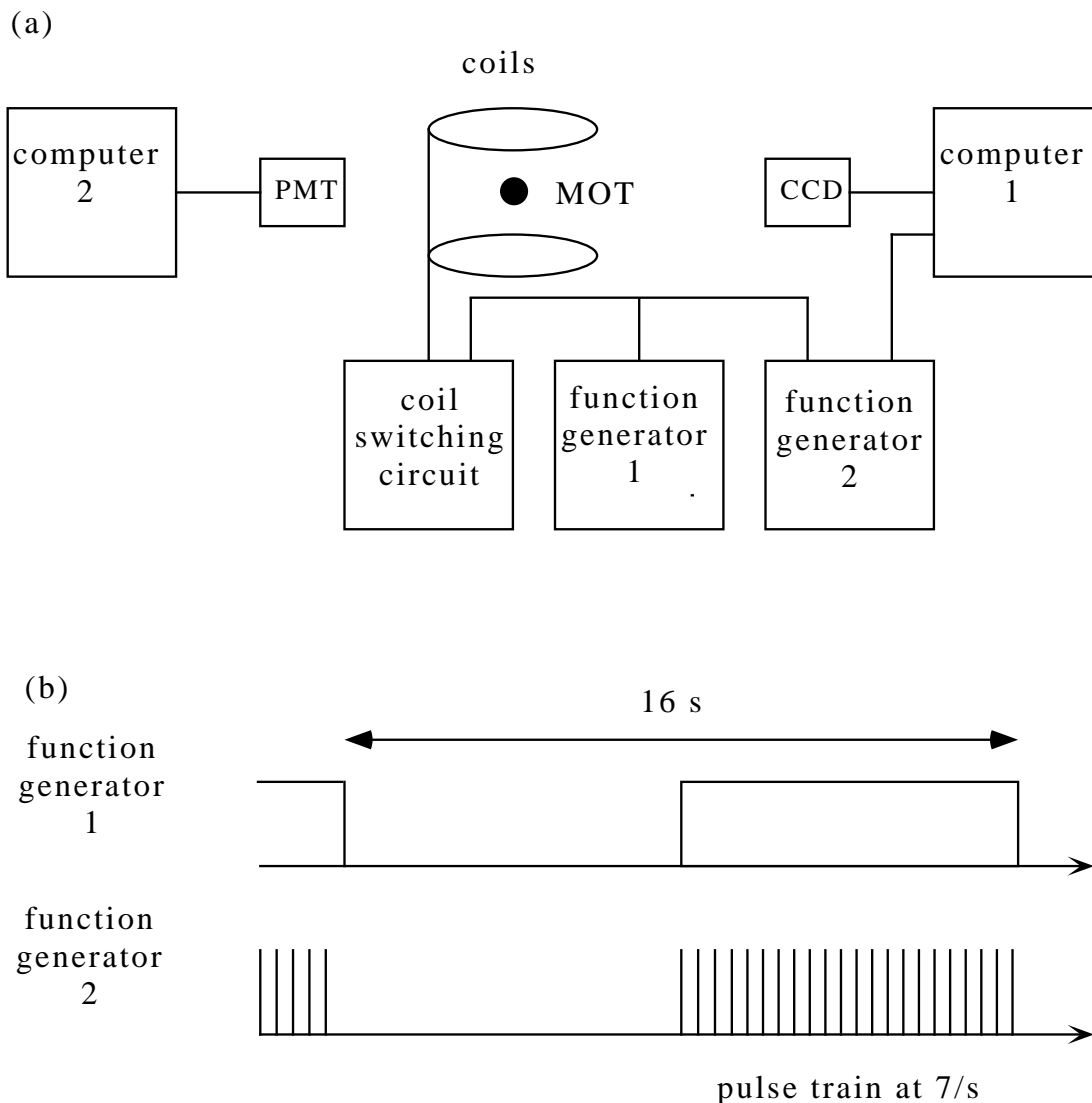 (a)
coils
computer
2
PMT
MOT
CCD
computer
1
coil
switching
circuit
function
generator
1
function
generator
2
(b)
16 s
function
generator
1
function
generator
2
pulse train at 7/s